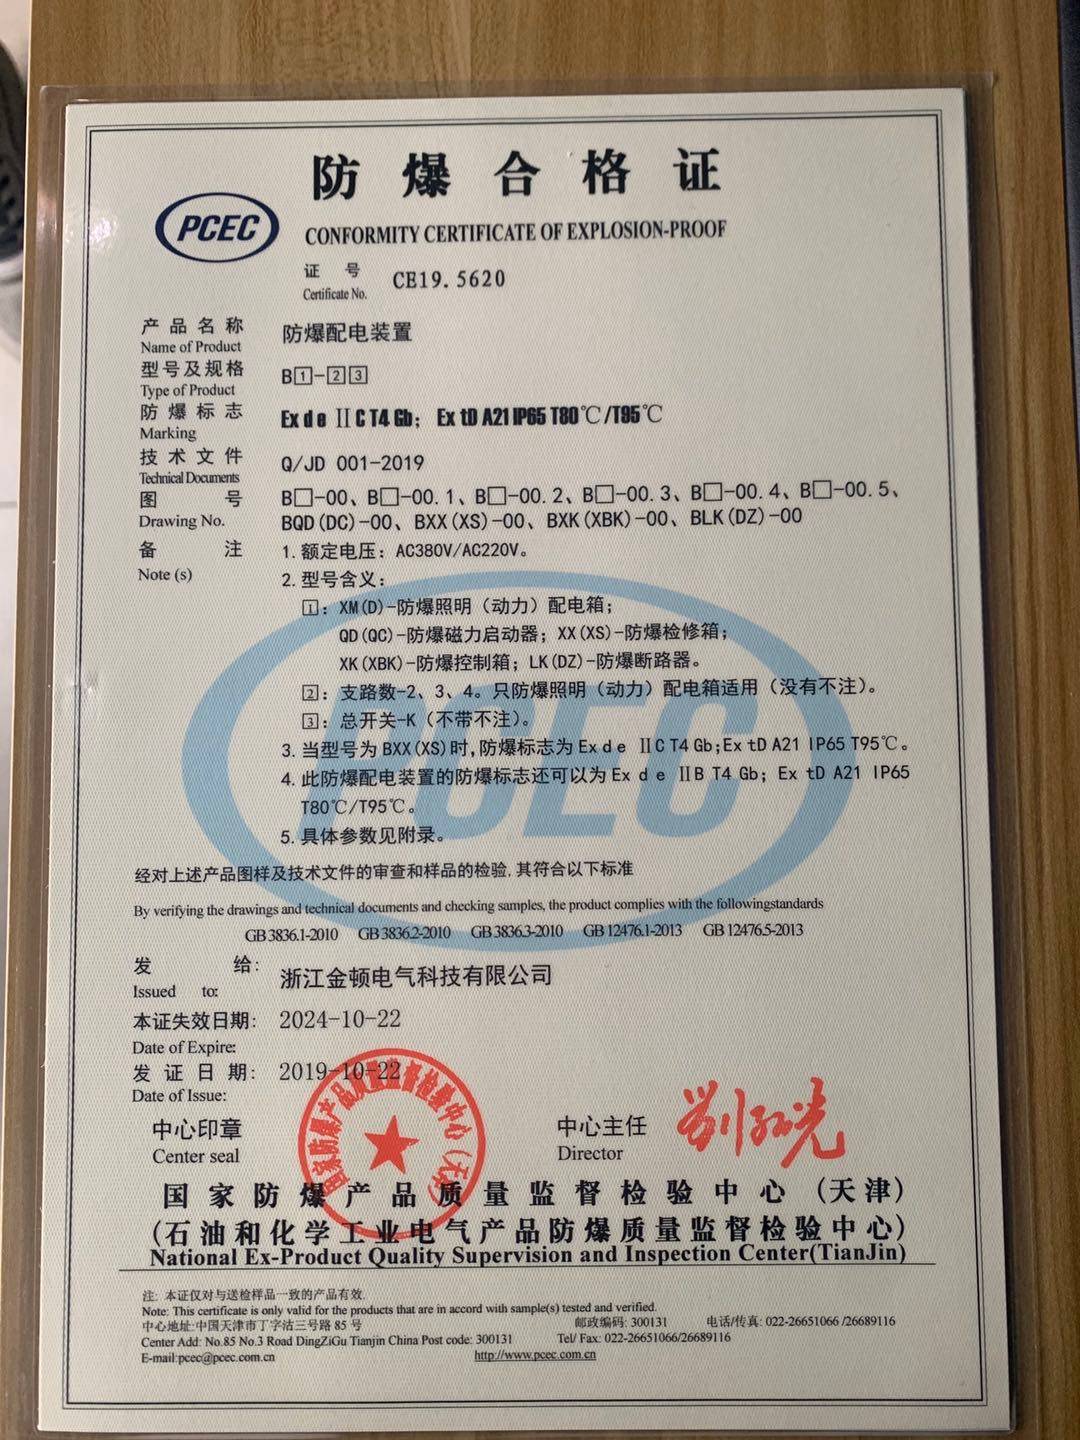 防爆合格证
PCEC
CONFORMITY CERTIFICATE OF EXPLOSION-PROOF
证 号
Certificate No.
CE19.5620
产品名称
Name of Product
防爆配电装置
型号及规格
Type of Product
B1-23
防爆标志
Marking
Ex d e ⅡC T4 Gb; Ex tD A21 IP65 T80℃/T95℃
技术文件
Technical Documents
Q/JD 001-2019
图 号
Drawing No.
B□-00、B□-00.1、B□-00.2、B□-00.3、B□-00.4、B□-00.5、
BQD(DC)-00、BXX(XS)-00、BXK(XBK)-00、BLK(DZ)-00
备 注
Note (s)
1.额定电压：AC380V/AC220V。
2.型号含义：
1：XM(D)-防爆照明（动力）配电箱；
QD(QC)-防爆磁力启动器；XX(XS)-防爆检修箱；
XK(XBK)-防爆控制箱；LK(DZ)-防爆断路器。
2：支路数-2、3、4。只防爆照明（动力）配电箱适用（没有不注）。
3：总开关-K（不带不注）。
3.当型号为BXX(XS)时,防爆标志为Ex d e ⅡC T4 Gb;Ex tD A21 IP65 T95℃。
4.此防爆配电装置的防爆标志还可以为Ex d e ⅡB T4 Gb; Ex tD A21 IP65
T80℃/T95℃。
5.具体参数见附录。
PCEC
经对上述产品图样及技术文件的审查和样品的检验,其符合以下标准
By verifying the drawings and technical documents and checking samples, the product complies with the followingstandards
GB 3836.1-2010 GB 3836.2-2010 GB 3836.3-2010 GB 12476.1-2013 GB 12476.5-2013
发 给:
Issued to:
浙江金顿电气科技有限公司
本证失效日期: 2024-10-22
Date of Expire:
发证日期: 2019-10-22
Date of Issue:
中心印章
Center seal
国家防爆产品质量监督检验中心(天津)
中心主任
Director
国家防爆产品质量监督检验中心(天津)
(石油和化学工业电气产品防爆质量监督检验中心)
National Ex-Product Quality Supervision and Inspection Center(TianJin)
注: 本证仅对与送检样品一致的产品有效.
Note: This certificate is only valid for the products that are in accord with sample(s) tested and verified.
中心地址:中国天津市丁字沽三号路 85 号 邮政编码: 300131 电话/传真: 022-26651066 /26689116
Center Add: No.85 No.3 Road DingZiGu Tianjin China Post code: 300131 Tel/ Fax: 022-26651066/26689116
E-mail:pcec@pcec.com.cn http://www.pcec.com.cn